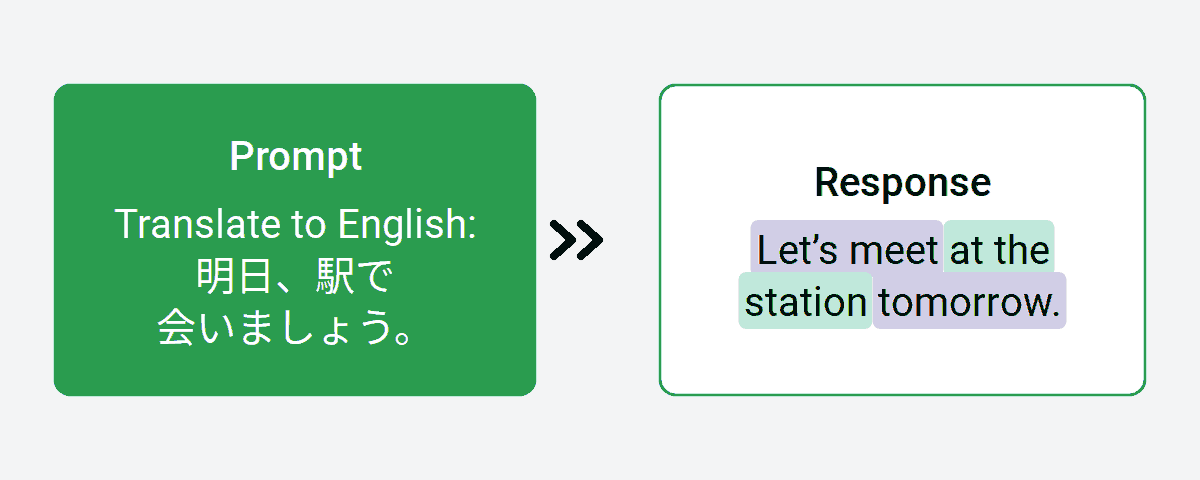 Prompt
Translate to English:
明日、駅で
会いましょう。
Response
Let’s meet at the
station tomorrow.